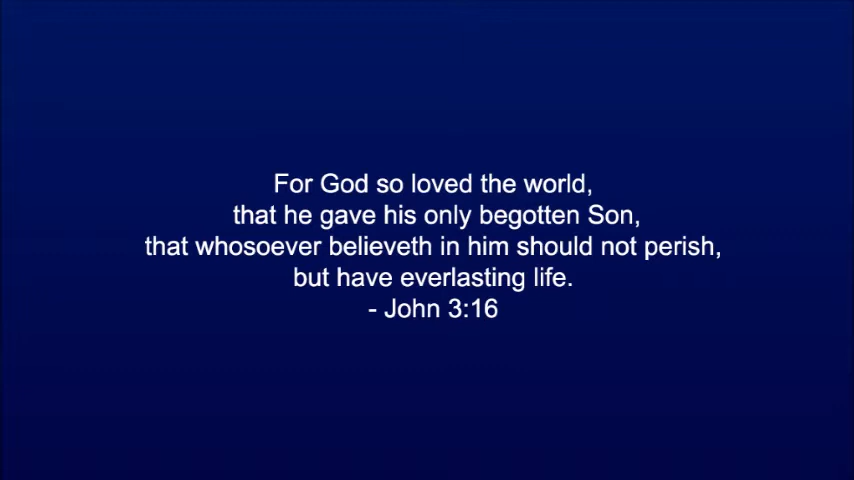 For God so loved the world,
that he gave his only begotten Son,
that whosoever believeth in him should not perish,
but have everlasting life.
- John 3:16